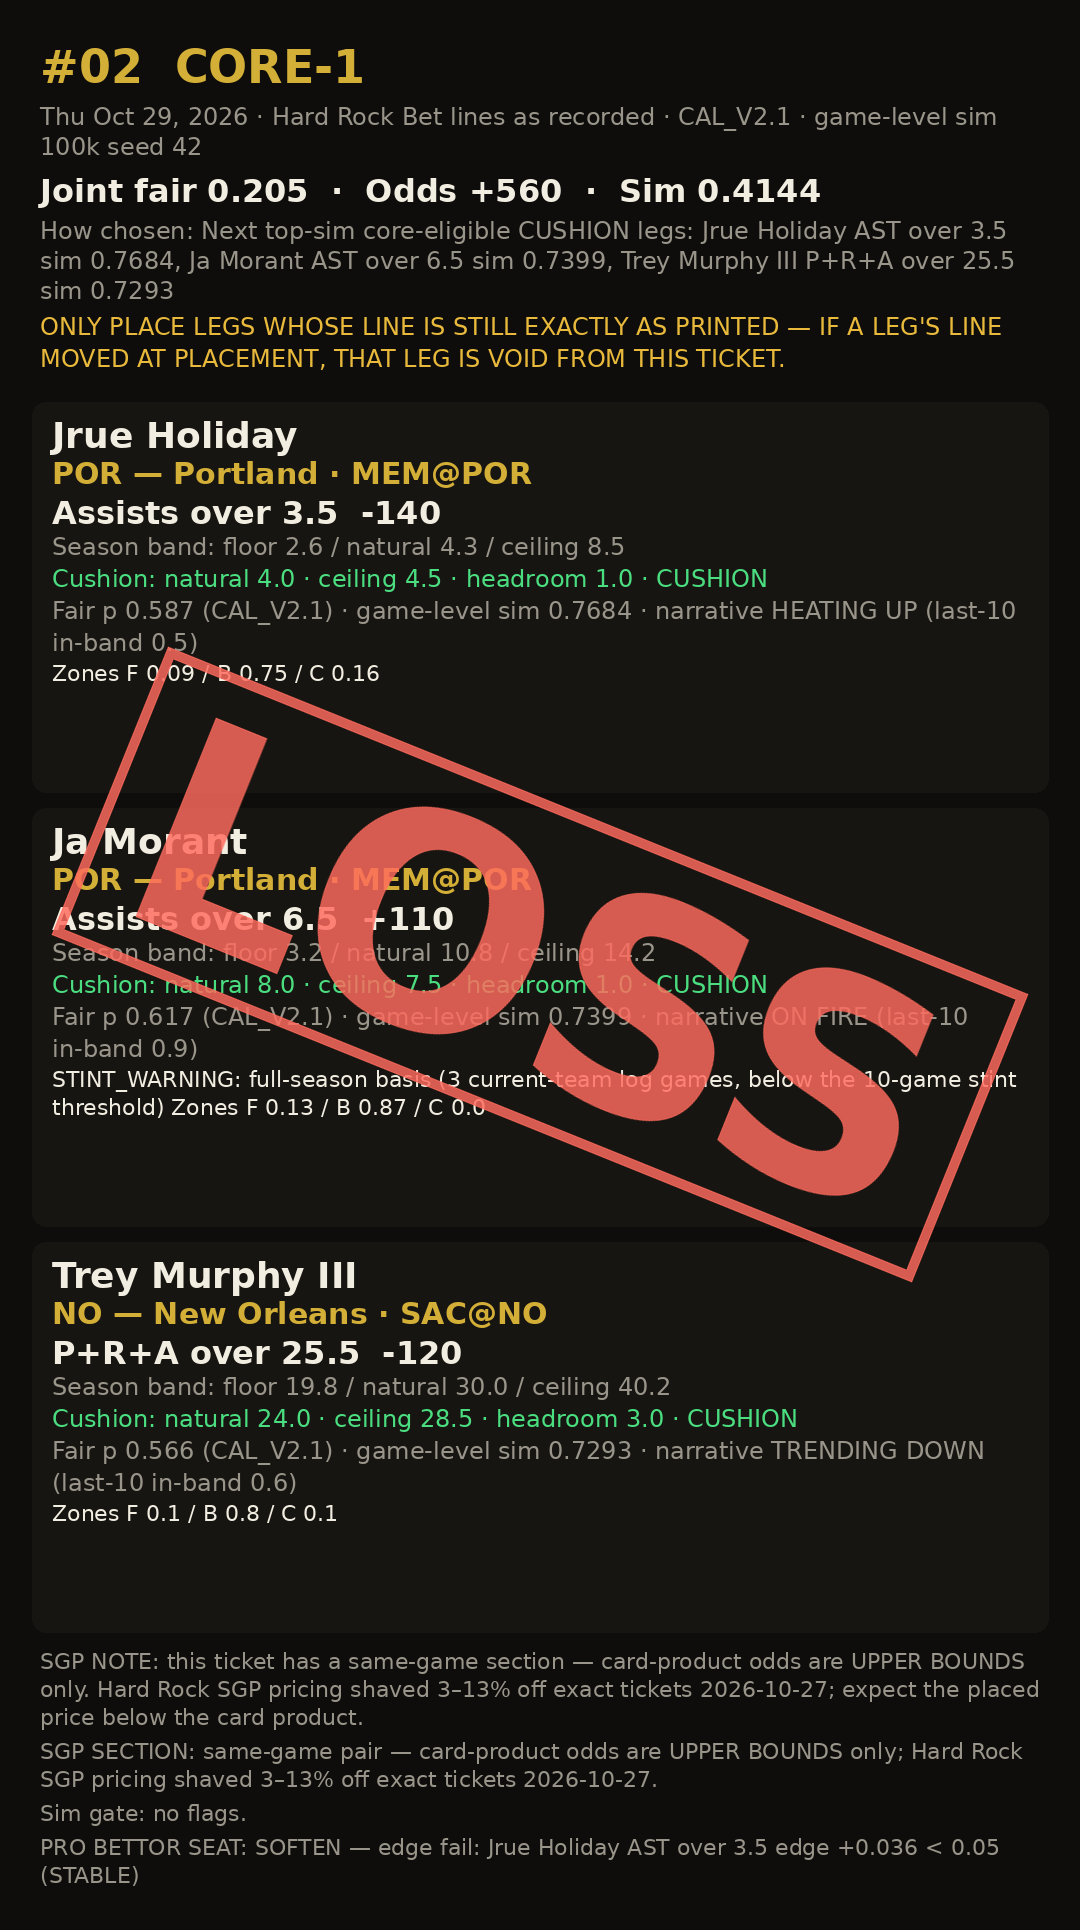 #02 CORE-1
Thu Oct 29, 2026 · Hard Rock Bet lines as recorded · CAL_V2.1 · game-level sim
100k seed 42
Joint fair 0.205 · Odds +560 · Sim 0.4144
How chosen: Next top-sim core-eligible CUSHION legs: Jrue Holiday AST over 3.5
sim 0.7684, Ja Morant AST over 6.5 sim 0.7399, Trey Murphy III P+R+A over 25.5
sim 0.7293
ONLY PLACE LEGS WHOSE LINE IS STILL EXACTLY AS PRINTED — IF A LEG'S LINE
MOVED AT PLACEMENT, THAT LEG IS VOID FROM THIS TICKET.
Jrue Holiday
POR — Portland · MEM@POR
Assists over 3.5 -140
Season band: floor 2.6 / natural 4.3 / ceiling 8.5
Cushion: natural 4.0 · ceiling 4.5 · headroom 1.0 · CUSHION
Fair p 0.587 (CAL_V2.1) · game-level sim 0.7684 · narrative HEATING UP (last-10
in-band 0.5)
Zones F 0.09 / B 0.75 / C 0.16
LOSS
Ja Morant
POR — Portland · MEM@POR
Assists over 6.5 +110
Season band: floor 3.2 / natural 10.8 / ceiling 14.2
Cushion: natural 8.0 · ceiling 7.5 · headroom 1.0 · CUSHION
Fair p 0.617 (CAL_V2.1) · game-level sim 0.7399 · narrative ON FIRE (last-10
in-band 0.9)
STINT_WARNING: full-season basis (3 current-team log games, below the 10-game stint
threshold) Zones F 0.13 / B 0.87 / C 0.0
Trey Murphy III
NO — New Orleans · SAC@NO
P+R+A over 25.5 -120
Season band: floor 19.8 / natural 30.0 / ceiling 40.2
Cushion: natural 24.0 · ceiling 28.5 · headroom 3.0 · CUSHION
Fair p 0.566 (CAL_V2.1) · game-level sim 0.7293 · narrative TRENDING DOWN
(last-10 in-band 0.6)
Zones F 0.1 / B 0.8 / C 0.1
SGP NOTE: this ticket has a same-game section — card-product odds are UPPER BOUNDS
only. Hard Rock SGP pricing shaved 3–13% off exact tickets 2026-10-27; expect the placed
price below the card product.
SGP SECTION: same-game pair — card-product odds are UPPER BOUNDS only; Hard Rock
SGP pricing shaved 3–13% off exact tickets 2026-10-27.
Sim gate: no flags.
PRO BETTOR SEAT: SOFTEN — edge fail: Jrue Holiday AST over 3.5 edge +0.036 < 0.05
(STABLE)